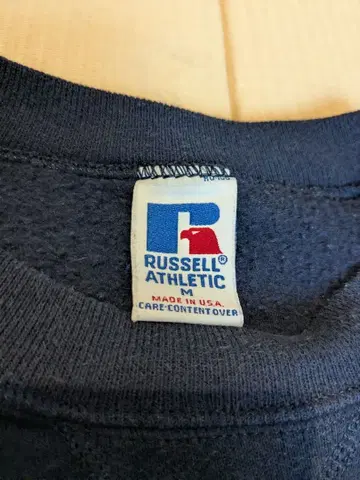 R
RUSSELL®
ATHLETIC
M
MADE IN U.S.A.
CARE-CONTENT OVER